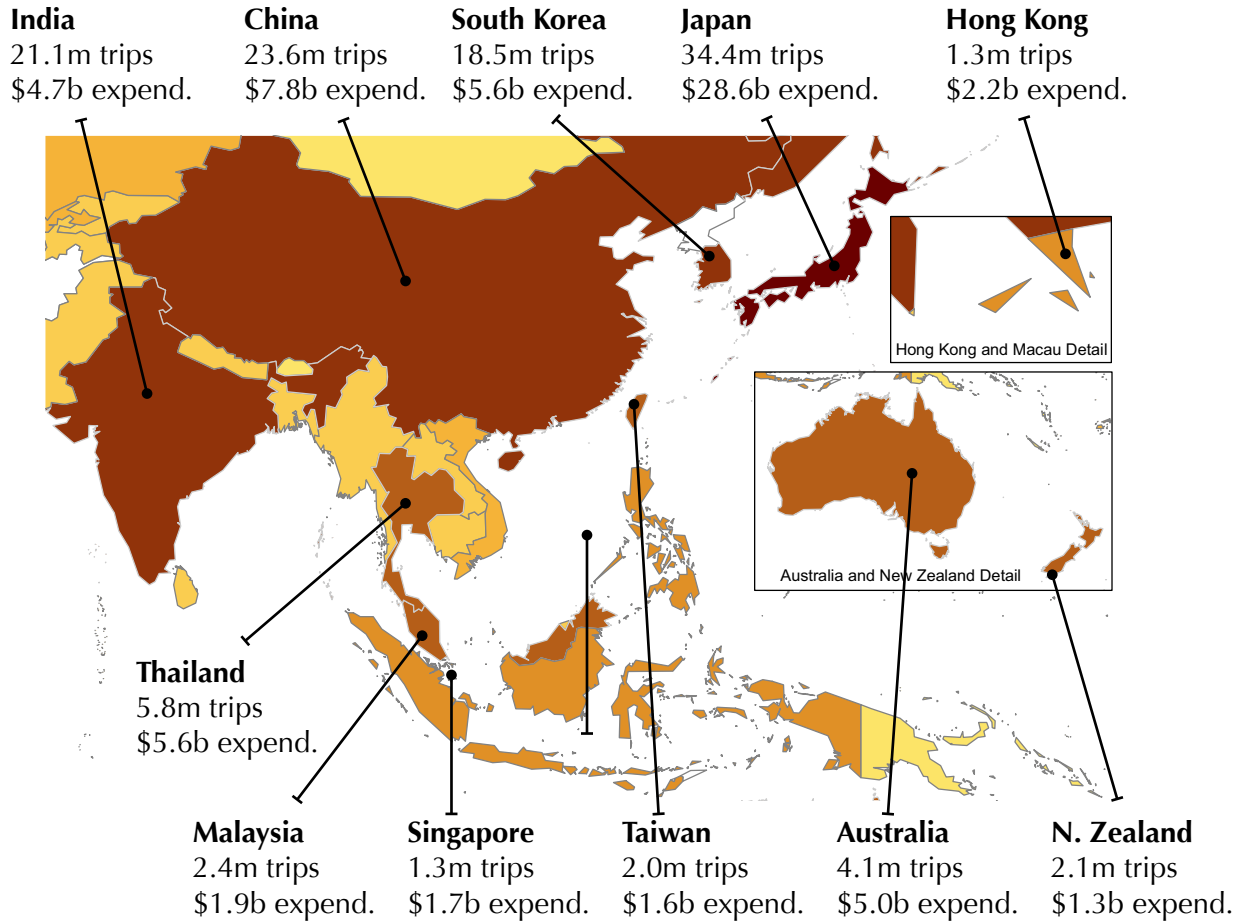 India
21.1m trips
$4.7b expend.
China
23.6m trips
$7.8b expend.
South Korea
18.5m trips
$5.6b expend.
Japan
34.4m trips
$28.6b expend.
Hong Kong
1.3m trips
$2.2b expend.
Hong Kong and Macau Detail
Australia and New Zealand Detail
Thailand
5.8m trips
$5.6b expend.
Malaysia
2.4m trips
$1.9b expend.
Singapore
1.3m trips
$1.7b expend.
Taiwan
2.0m trips
$1.6b expend.
Australia
4.1m trips
$5.0b expend.
N. Zealand
2.1m trips
$1.3b expend.